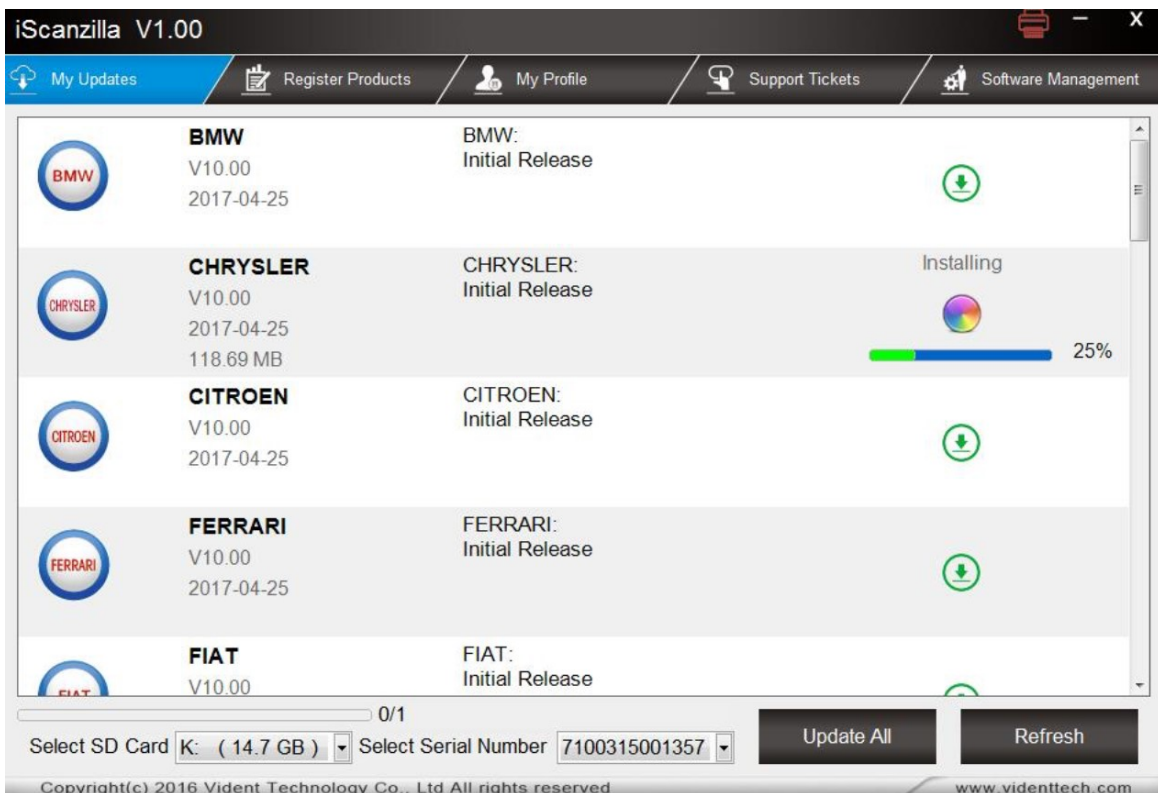 iScanzilla V1.00
X
My Updates
Register Products
My Profile
Support Tickets
Software Management
BMW
BMW
V10.00
2017-04-25
BMW:
Initial Release
CHRYSLER
CHRYSLER
V10.00
2017-04-25
118.69 MB
CHRYSLER:
Initial Release
Installing
25%
CITROEN
CITROEN
V10.00
2017-04-25
CITROEN:
Initial Release
FERRARI
FERRARI
V10.00
2017-04-25
FERRARI:
Initial Release
FIAT
FIAT
V10.00
FIAT:
Initial Release
0/1
Select SD Card K: ( 14.7 GB ) Select Serial Number 7100315001357
Update All
Refresh
Copyright(c) 2016 Vident Technology Co., Ltd All rights reserved
www.videnttech.com